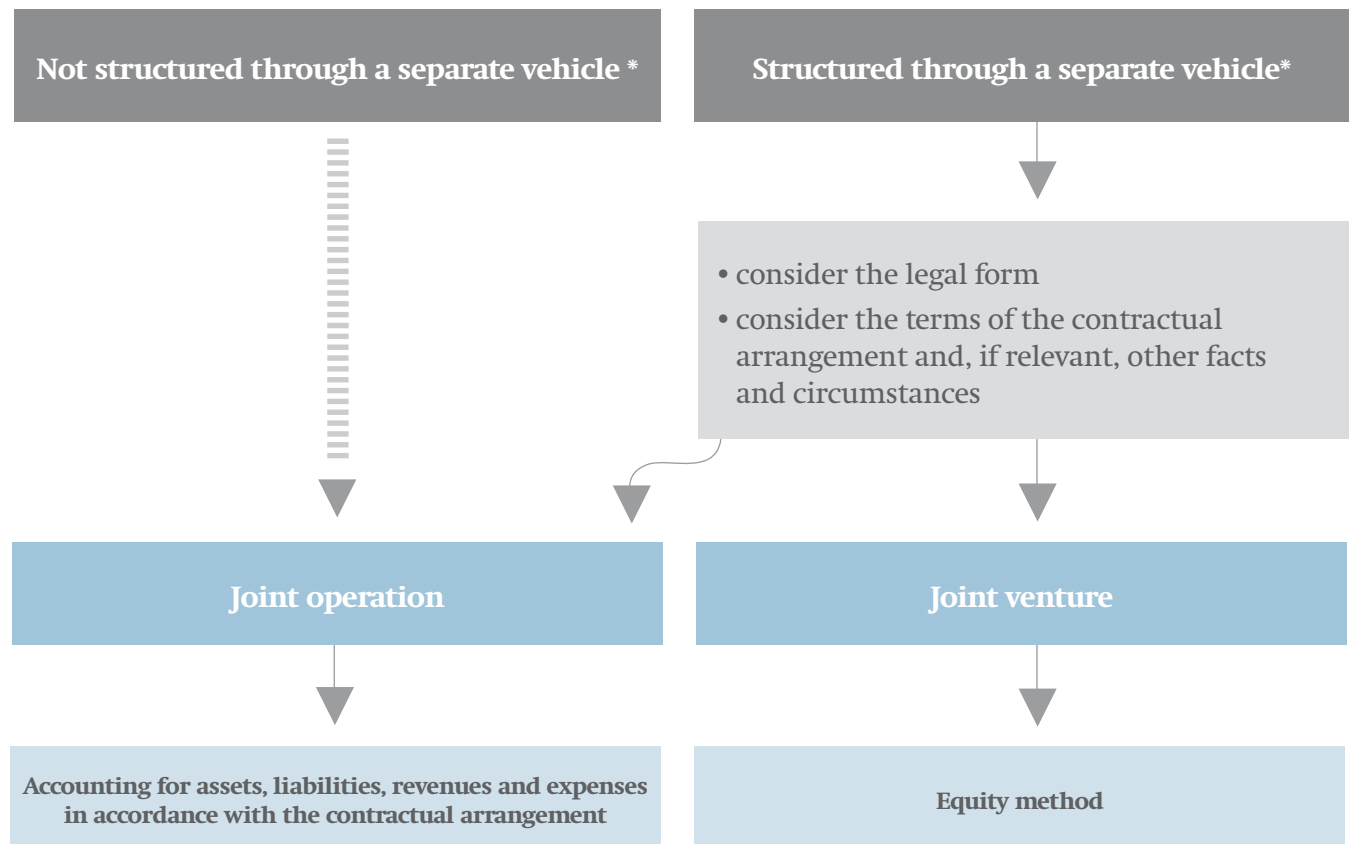 Not structured through a separate vehicle *
Structured through a separate vehicle*
• consider the legal form
• consider the terms of the contractual
arrangement and, if relevant, other facts
and circumstances
Joint operation
Joint venture
Accounting for assets, liabilities, revenues and expenses
in accordance with the contractual arrangement
Equity method